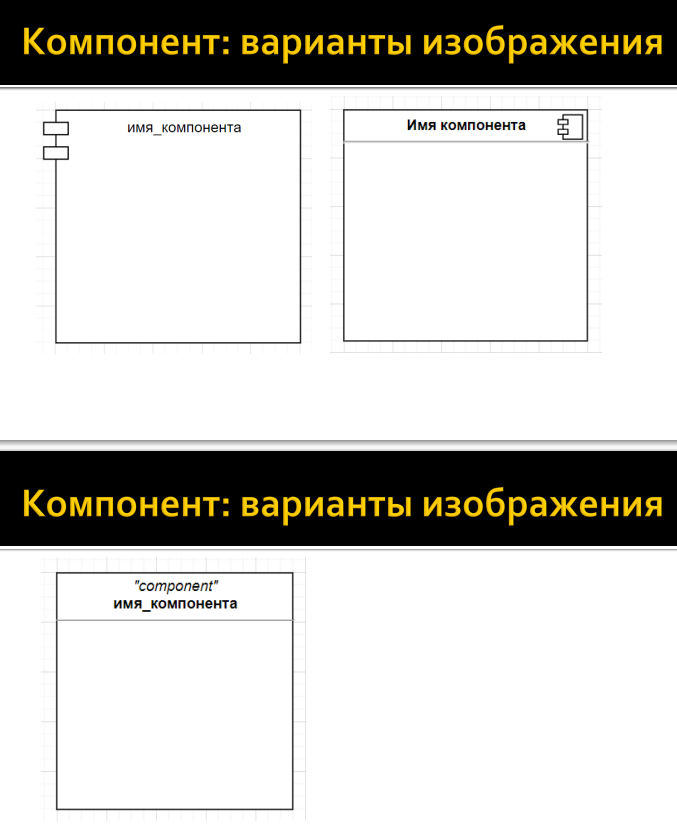 Компонент: варианты изображения
имя_компонента
Имя компонента
Компонент: варианты изображения
"component"
имя_компонента